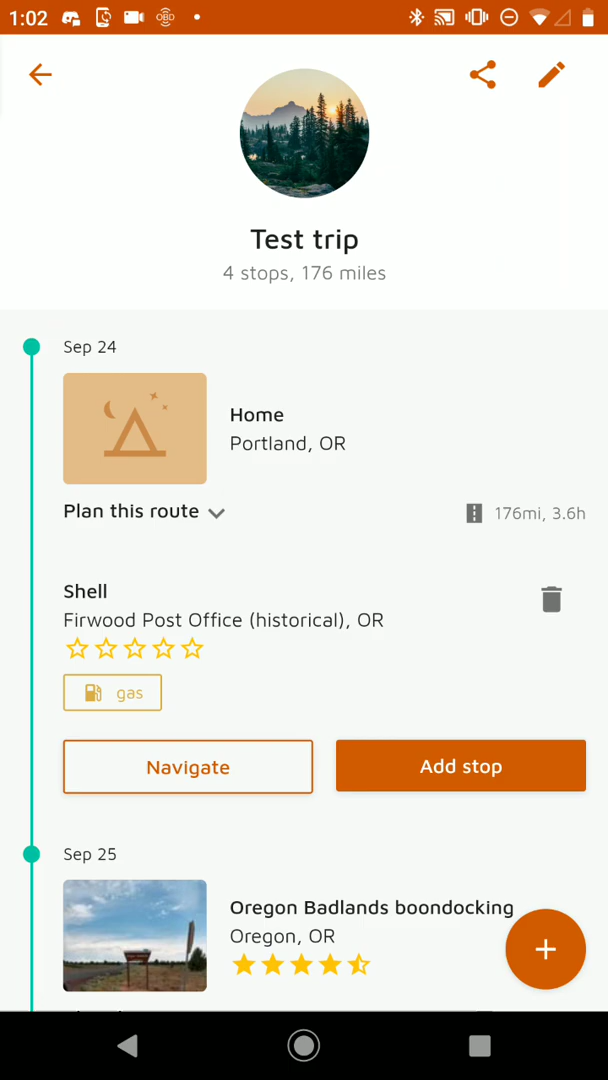 1:02
OBD
Test trip
4 stops, 176 miles
Sep 24
Home
Portland, OR
Plan this route
176mi, 3.6h
Shell
Firwood Post Office (historical), OR
gas
Navigate
Add stop
Sep 25
Oregon Badlands boondocking
Oregon, OR